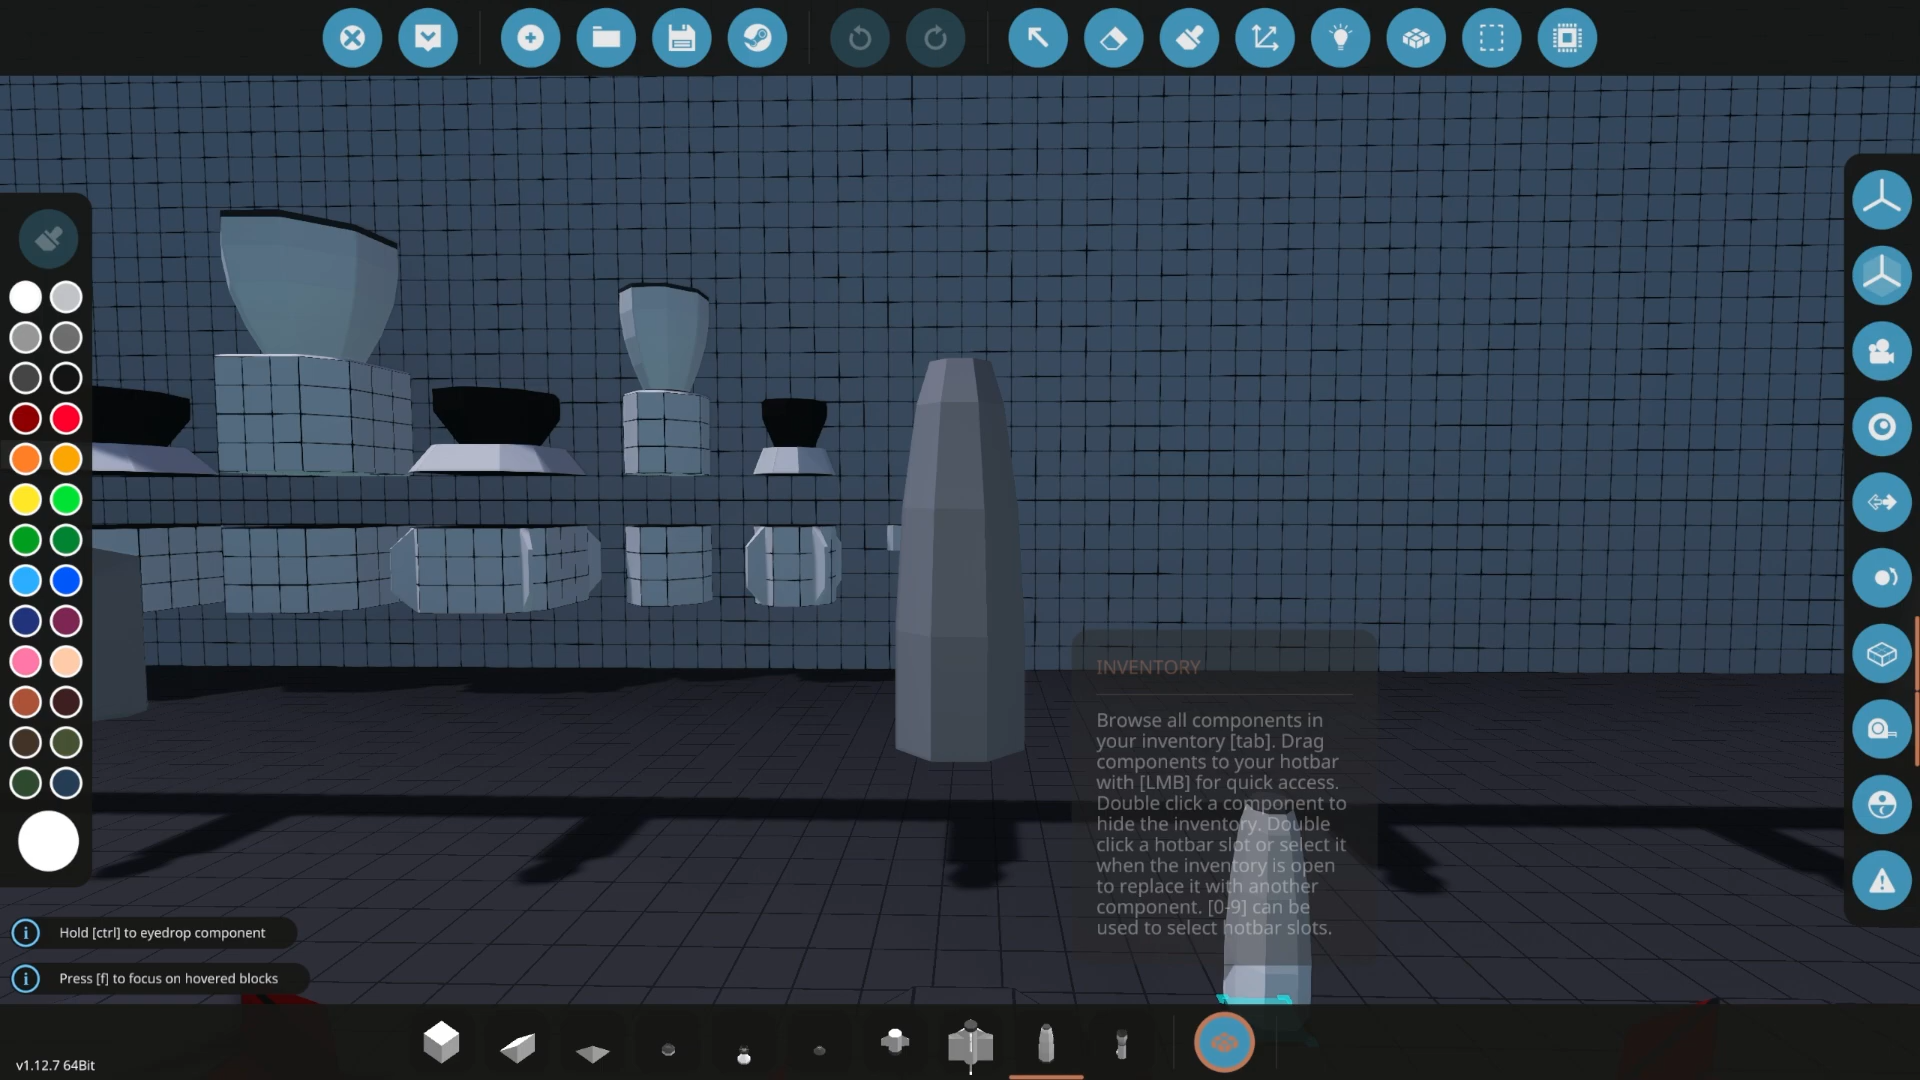 INVENTORY
Browse all components in
your inventory [tab]. Drag
components to your hotbar
with [LMB] for quick access.
Double click a component to
hide the inventory. Double
click a hotbar slot or select it
when the inventory is open
to replace it with another
component. [0-9] can be
used to select hotbar slots.
Hold [ctrl] to eyedrop component
Press [f] to focus on hovered blocks
v1.12.7 64Bit